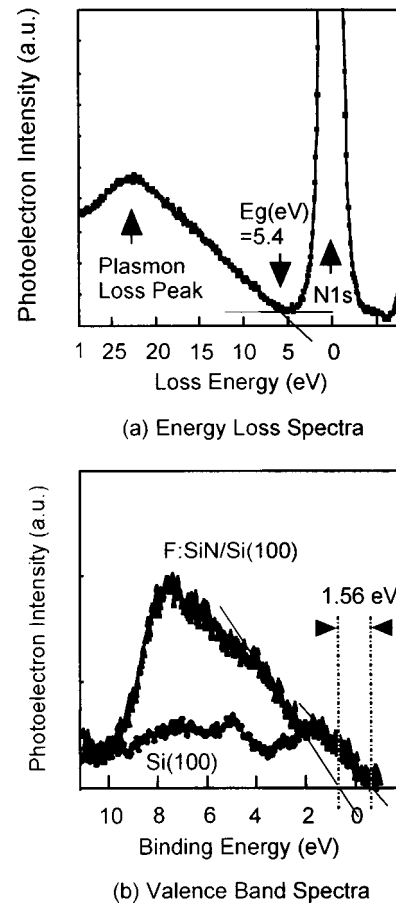 Photoelectron Intensity (a.u.)
Eg(eV)
=5.4
Plasmon
Loss Peak
N1s
1 25 20 15 10 5 0
Loss Energy (eV)
(a) Energy Loss Spectra
Photoelectron Intensity (a.u.)
F:SiN/Si(100)
1.56 eV
Si(100)
10 8 6 4 2 0
Binding Energy (eV)
(b) Valence Band Spectra